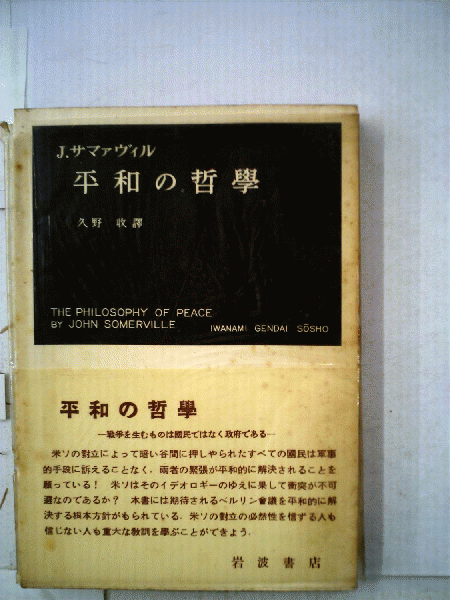 J.サマァヴィル
平和の哲學
久野 收譯
THE PHILOSOPHY OF PEACE
BY JOHN SOMERVILLE
IWANAMI GENDAI SŌSHO
平和の哲學
―戰爭を生むものは國民ではなく政府である―
米ソの對立によって暗い谷間に押しやられたすべての國民は軍事
的手段に訴えることなく、兩者の緊張が平和的に解決されることを
願っている! 米ソはそのイデオロギーのゆえに果して衝突が不可
避なのであるか? 本書には期待されるベルリン會議を平和的に解
決する根本方針がもられている。米ソの對立の必然性を信ずる人も
信じない人も重大な教訓を學ぶことができよう。
岩波書店